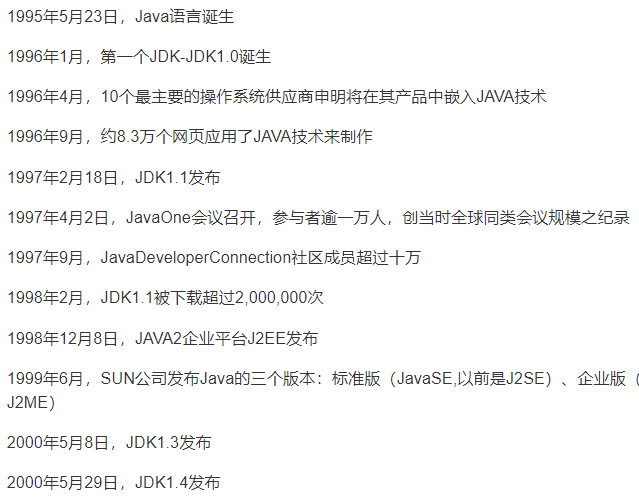 1995年5月23日，Java语言诞生
1996年1月，第一个JDK-JDK1.0诞生
1996年4月，10个最主要的操作系统供应商申明将在其产品中嵌入JAVA技术
1996年9月，约8.3万个网页应用了JAVA技术来制作
1997年2月18日，JDK1.1发布
1997年4月2日，JavaOne会议召开，参与者逾一万人，创当时全球同类会议规模之纪录
1997年9月，JavaDeveloperConnection社区成员超过十万
1998年2月，JDK1.1被下载超过2,000,000次
1998年12月8日，JAVA2企业平台J2EE发布
1999年6月，SUN公司发布Java的三个版本：标准版（JavaSE,以前是J2SE）、企业版（
J2ME）
2000年5月8日，JDK1.3发布
2000年5月29日，JDK1.4发布